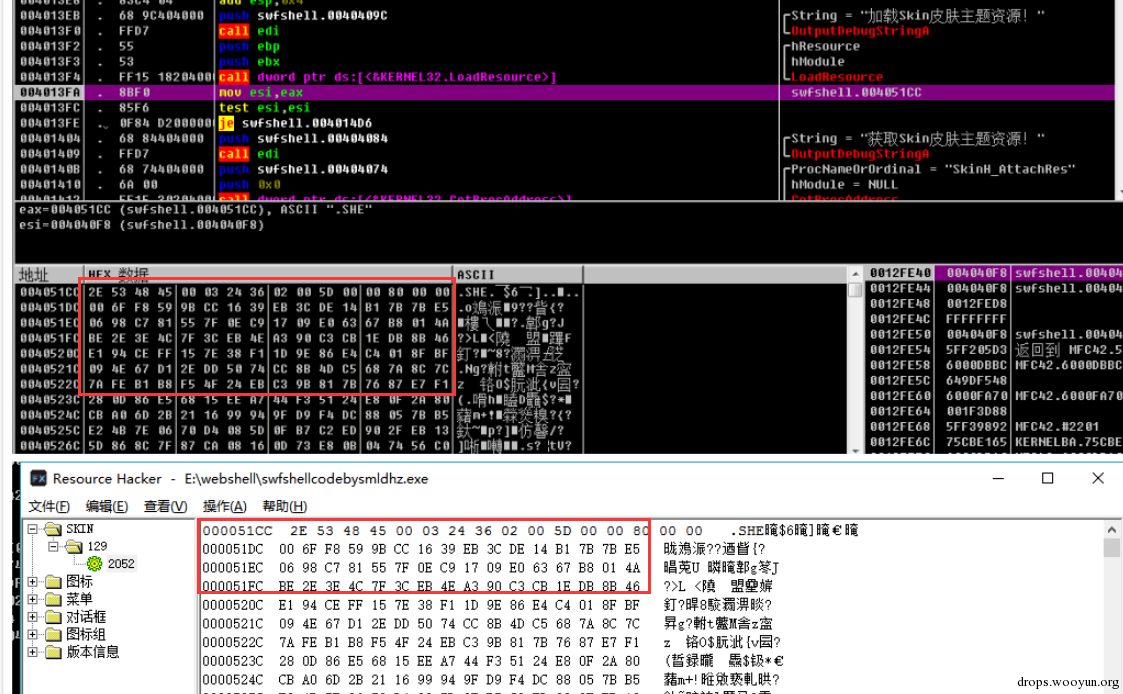 004013E8 . 83C4 04 add esp,0x4
004013EB . 68 9C404000 push swfshell.0040409C String = "加载Skin皮肤主题资源！"
004013F0 . FFD7 call edi OutputDebugStringA
004013F2 . 55 push ebp hResource
004013F3 . 53 push ebx hModule
004013F4 . FF15 18204000 call dword ptr ds:[<&KERNEL32.LoadResource>] LoadResource
004013FA . 8BF0 mov esi,eax swfshell.004051CC
004013FC . 85F6 test esi,esi
004013FE . 0F84 D2000000 je swfshell.004014D6
00401404 . 68 84404000 push swfshell.00404084 String = "获取Skin皮肤主题资源！"
00401409 . FFD7 call edi OutputDebugStringA
0040140B . 68 74404000 push swfshell.00404074 ProcNameOrOrdinal = "SkinH_AttachRes"
00401410 . 6A 00 push 0x0 hModule = NULL
eax=004051CC (swfshell.004051CC), ASCII ".SHE"
esi=004040F8 (swfshell.004040F8)
地址 HEX 数据 ASCII
004051CC 2E 53 48 45 00 03 24 36 02 00 5D 00 00 80 00 00
004051DC 00 6F F8 59 9B CC 16 39 EB 3C DE 14 B1 7B 7B E5
004051EC 06 98 C7 81 55 7F 0E C9 17 09 E0 63 67 B8 01 4A
004051FC BE 2E 3E 4C 7F 3C EB 4E A3 90 C3 CB 1E DB 8B 46
0040520C E1 94 CE FF 15 7E 38 F1 1D 9E 86 E4 C4 01 8F BF
0040521C 09 4E 67 D1 2E DD 50 74 CC 8B 4D C5 68 7A 8C 7C
0040522C 7A FE B1 B8 F5 4F 24 EB C3 9B 81 7B 76 87 E7 F1
0040523C 28 0D 86 E5 68 15 EE A7 44 F3 51 24 E8 0F 2A 80
0040524C CB A0 6D 2B 21 16 99 94 9F D9 F4 DC 88 05 7B B5
0040525C E2 4B 7E 06 70 D4 08 5D 0F B7 C2 ED 90 2F EB 13
0040526C 5D 86 8C 7F 87 CA 08 16 0D 73 E8 0B 04 74 56 C0
0012FE40 004040F8 swfshell.00404
0012FE44 004040F8 swfshell.00404
0012FE48 0012FED8
0012FE4C FFFFFFFF
0012FE50 004040F8 swfshell.00404
0012FE54 5FF205D3 返回到 MFC42.5
0012FE58 6000DBBC MFC42.6000DBBC
0012FE5C 649DF548
0012FE60 6000FA70 MFC42.6000FA70
0012FE64 001F3D88
0012FE68 5FF39892 MFC42.#2201
0012FE6C 75CBE165 KERNELBA.75CBE
Resource Hacker - E:\webshell\swfshellcodebysmldhz.exe
文件(F) 编辑(E) 查看(V) 操作(A) 帮助(H)
SKIN
129
2052
图标
菜单
对话框
图标组
版本信息
000051CC 2E 53 48 45 00 03 24 36 02 00 5D 00 00 80 00 00
000051DC 00 6F F8 59 9B CC 16 39 EB 3C DE 14 B1 7B 7B E5
000051EC 06 98 C7 81 55 7F 0E C9 17 09 E0 63 67 B8 01 4A
000051FC BE 2E 3E 4C 7F 3C EB 4E A3 90 C3 CB 1E DB 8B 46
0000520C E1 94 CE FF 15 7E 38 F1 1D 9E 86 E4 C4 01 8F BF
0000521C 09 4E 67 D1 2E DD 50 74 CC 8B 4D C5 68 7A 8C 7C
0000522C 7A FE B1 B8 F5 4F 24 EB C3 9B 81 7B 76 87 E7 F1
0000523C 28 0D 86 E5 68 15 EE A7 44 F3 51 24 E8 0F 2A 80
0000524C CB A0 6D 2B 21 16 99 94 9F D9 F4 DC 88 05 7B B5
drops.wooyun.org